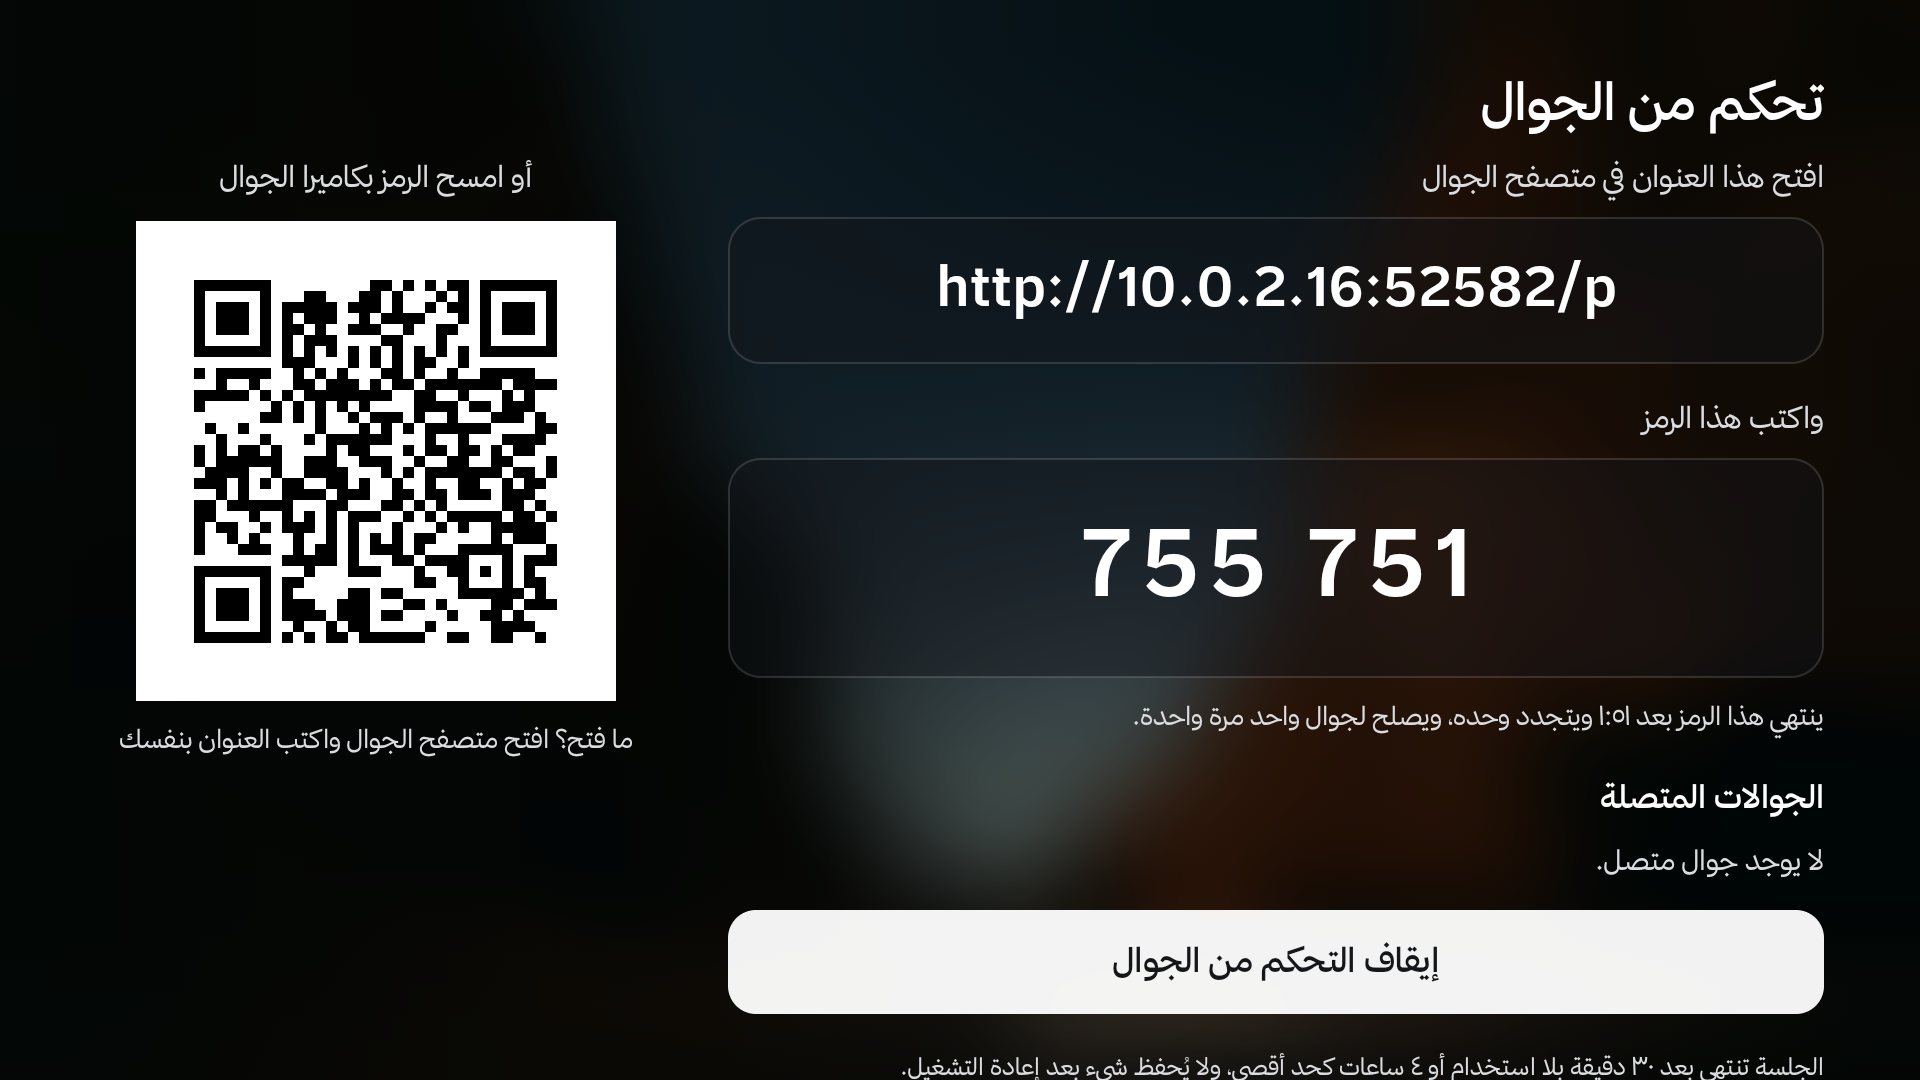 تحكم من الجوال
افتح هذا العنوان في متصفح الجوال
http://10.0.2.16:52582/p
واكتب هذا الرمز
755 751
ينتهي هذا الرمز بعد ١:٥١ ويتجدد وحده، ويصلح لجوال واحد مرة واحدة.
الجوالات المتصلة
لا يوجد جوال متصل.
إيقاف التحكم من الجوال
الجلسة تنتهي بعد ٣٠ دقيقة بلا استخدام أو ٤ ساعات كحد أقصى، ولا يُحفظ شيء بعد إعادة التشغيل.
أو امسح الرمز بكاميرا الجوال
ما فتح؟ افتح متصفح الجوال واكتب العنوان بنفسك